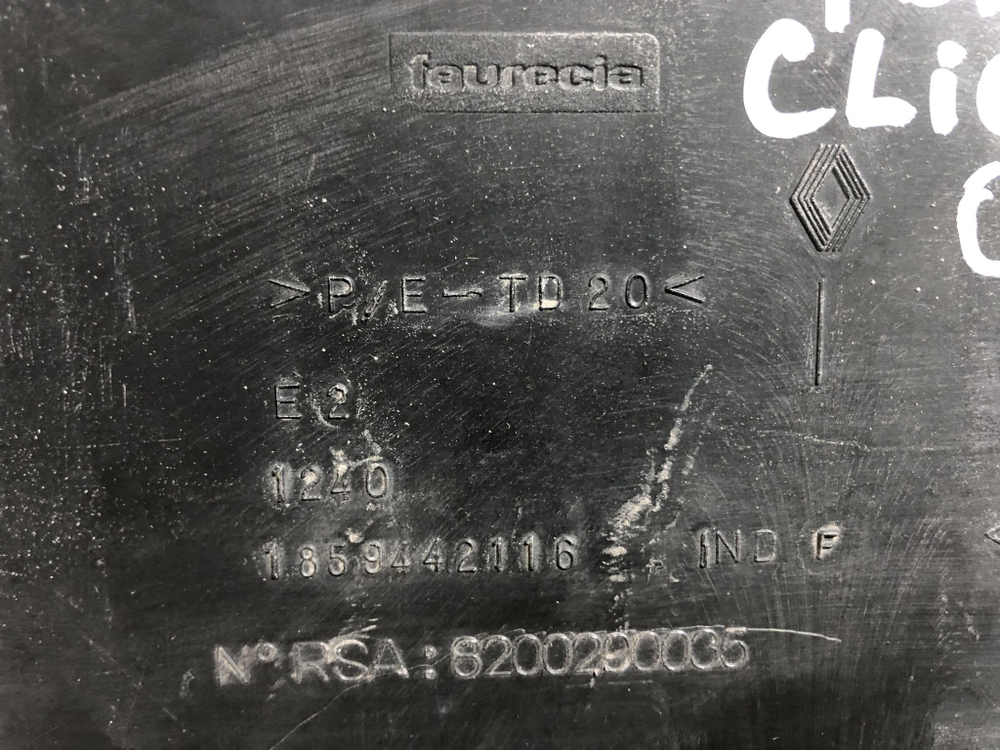 faurecia
CLi
>P/E-TD20<
E2
1240
1859442116 IND F
N° RSA: 8200290035